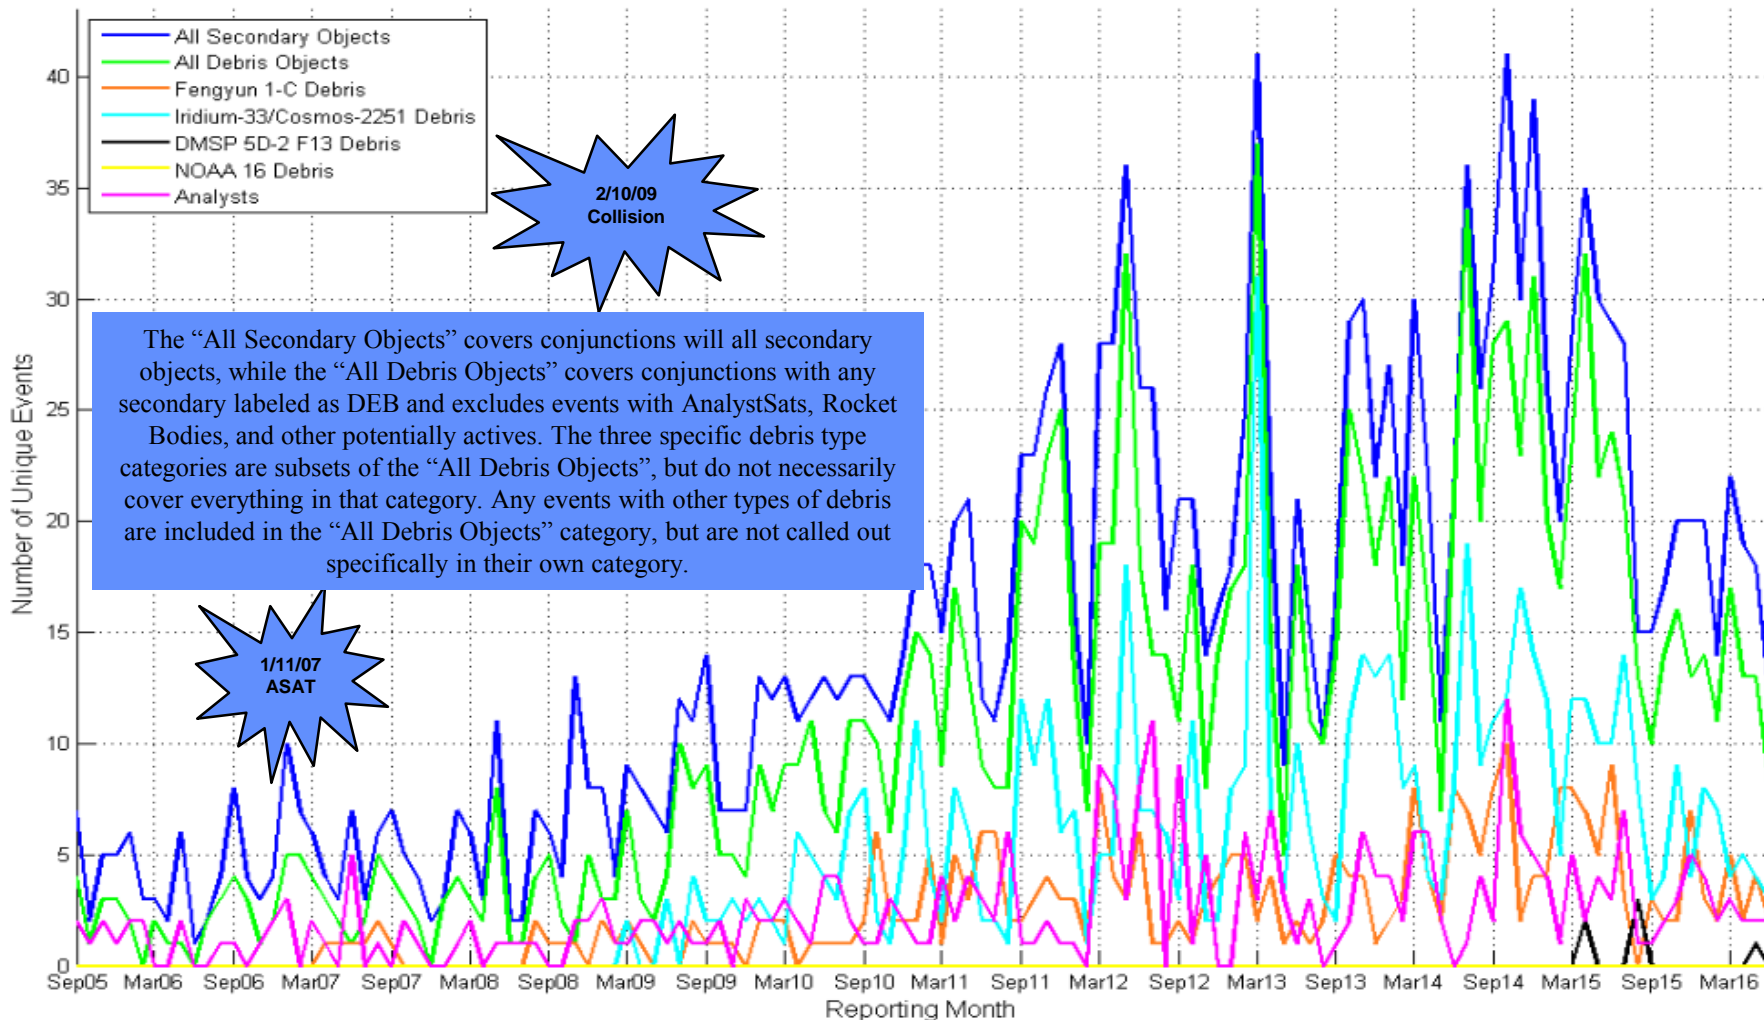 All Secondary Objects
All Debris Objects
Fengyun 1-C Debris
Iridium-33/Cosmos-2251 Debris
DMSP 5D-2 F13 Debris
NOAA 16 Debris
Analysts
2/10/09
Collision
The “All Secondary Objects” covers conjunctions will all secondary
objects, while the “All Debris Objects” covers conjunctions with any
secondary labeled as DEB and excludes events with AnalystSats, Rocket
Bodies, and other potentially actives. The three specific debris type
categories are subsets of the “All Debris Objects”, but do not necessarily
cover everything in that category. Any events with other types of debris
are included in the “All Debris Objects” category, but are not called out
specifically in their own category.
1/11/07
ASAT
Number of Unique Events
40
35
30
25
20
15
10
5
0
Sep05 Mar06 Sep06 Mar07 Sep07 Mar08 Sep08 Mar09 Sep09 Mar10 Sep10 Mar11 Sep11 Mar12 Sep12 Mar13 Sep13 Mar14 Sep14 Mar15 Sep15 Mar16
Reporting Month